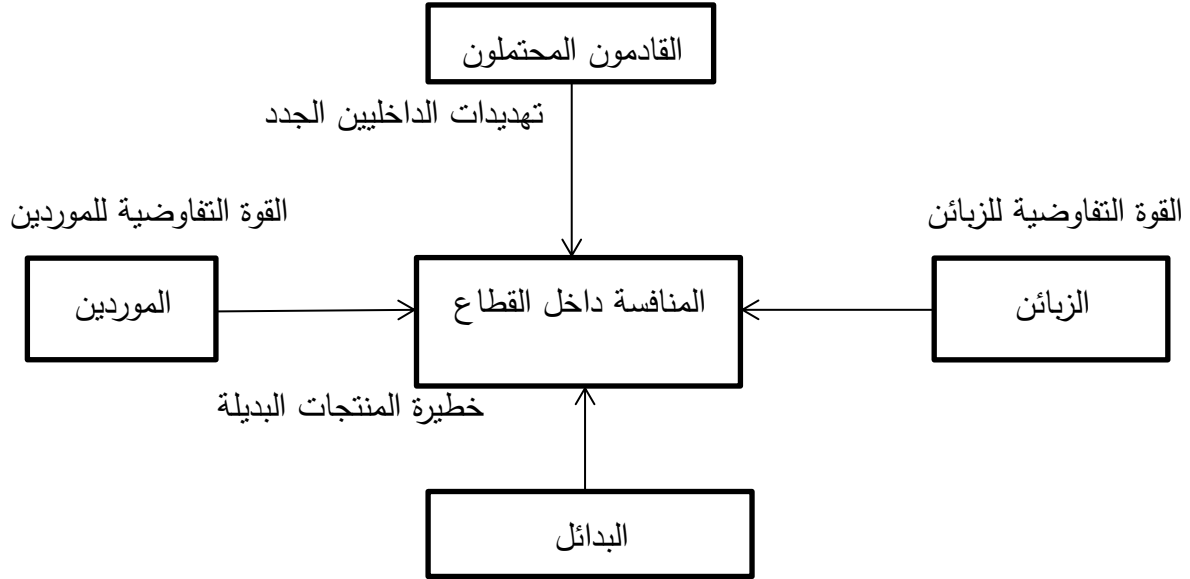 القادمون المحتملون
تهديدات الداخليين الجدد
القوة التفاوضية للزبائن
القوة التفاوضية للموردين
الزبائن
المنافسة داخل القطاع
الموردين
خطيرة المنتجات البديلة
البدائل